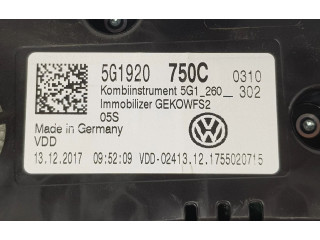 5G1920 750C 0310
Kombiinstrument 5G1_260__ 302
Immobilizer GEKOWFS2
05S
Made in Germany
VDD
13.12.2017 09:52:09 VDD-02413.12.1755020715